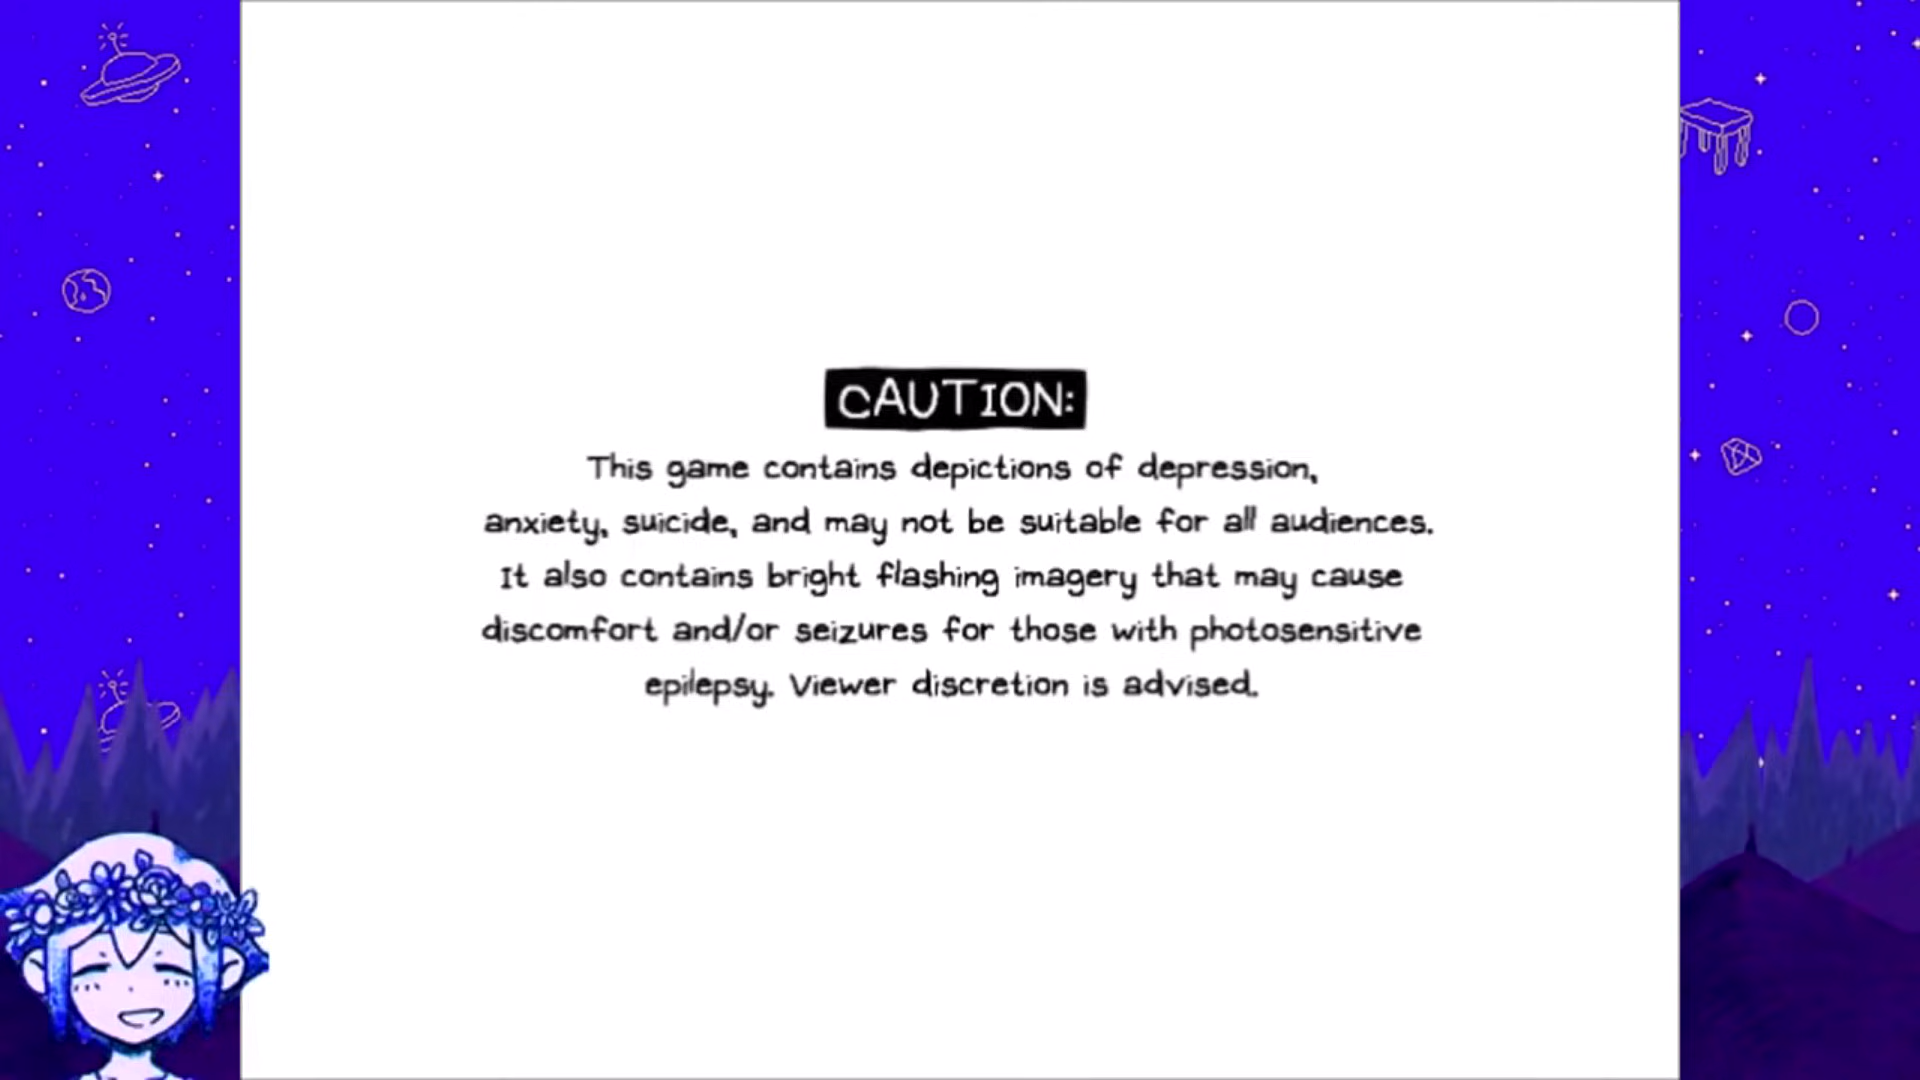 CAUTION:
This game contains depictions of depression,
anxiety, suicide, and may not be suitable for all audiences.
It also contains bright flashing imagery that may cause
discomfort and/or seizures for those with photosensitive
epilepsy. Viewer discretion is advised.